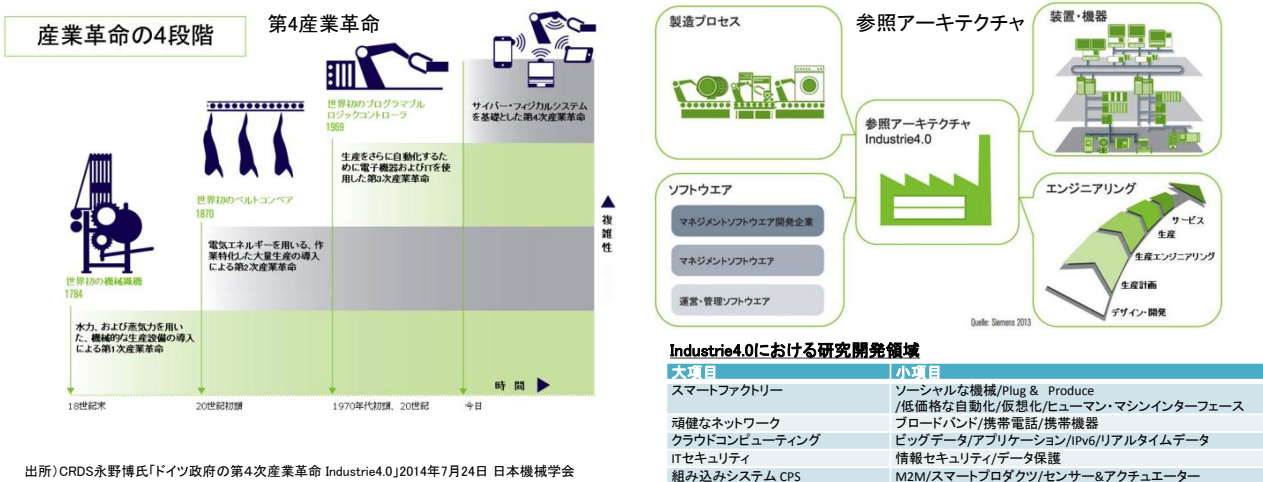 産業革命の4段階
第4産業革命
世界初の機械織機
1784
世界初のベルトコンベア
1870
世界初のプログラマブル
ロジックコントローラ
1969
サイバー・フィジカルシステム
を基礎とした第4次産業革命
生産をさらに自動化するた
めに電子機器およびITを使
用した第3次産業革命
電気エネルギーを用いる、作
業特化した大量生産の導入
による第2次産業革命
水力、および蒸気力を用い
た、機械的な生産設備の導入
による第1次産業革命
▲
複
雑
性
時 間 ▶
18世紀末
20世紀初頭
1970年代初頭、20世紀
今日
出所）CRDS永野博氏「ドイツ政府の第4次産業革命 Industrie4.0」2014年7月24日 日本機械学会
参照アーキテクチャ
製造プロセス
装置・機器
参照アーキテクチャ
Industrie4.0
ソフトウエア
マネジメントソフトウエア開発企業
マネジメントソフトウエア
運営・管理ソフトウエア
エンジニアリング
サービス
生産
生産エンジニアリング
生産計画
デザイン・開発
Quelle: Siemens 2013
Industrie4.0における研究開発領域
大項目 小項目
スマートファクトリー ソーシャルな機械/Plug & Produce
/低価格な自動化/仮想化/ヒューマン・マシンインターフェース
頑健なネットワーク ブロードバンド/携帯電話/携帯機器
クラウドコンピューティング ビッグデータ/アプリケーション/IPv6/リアルタイムデータ
ITセキュリティ 情報セキュリティ/データ保護
組み込みシステム CPS M2M/スマートプロダクツ/センサー&アクチュエーター